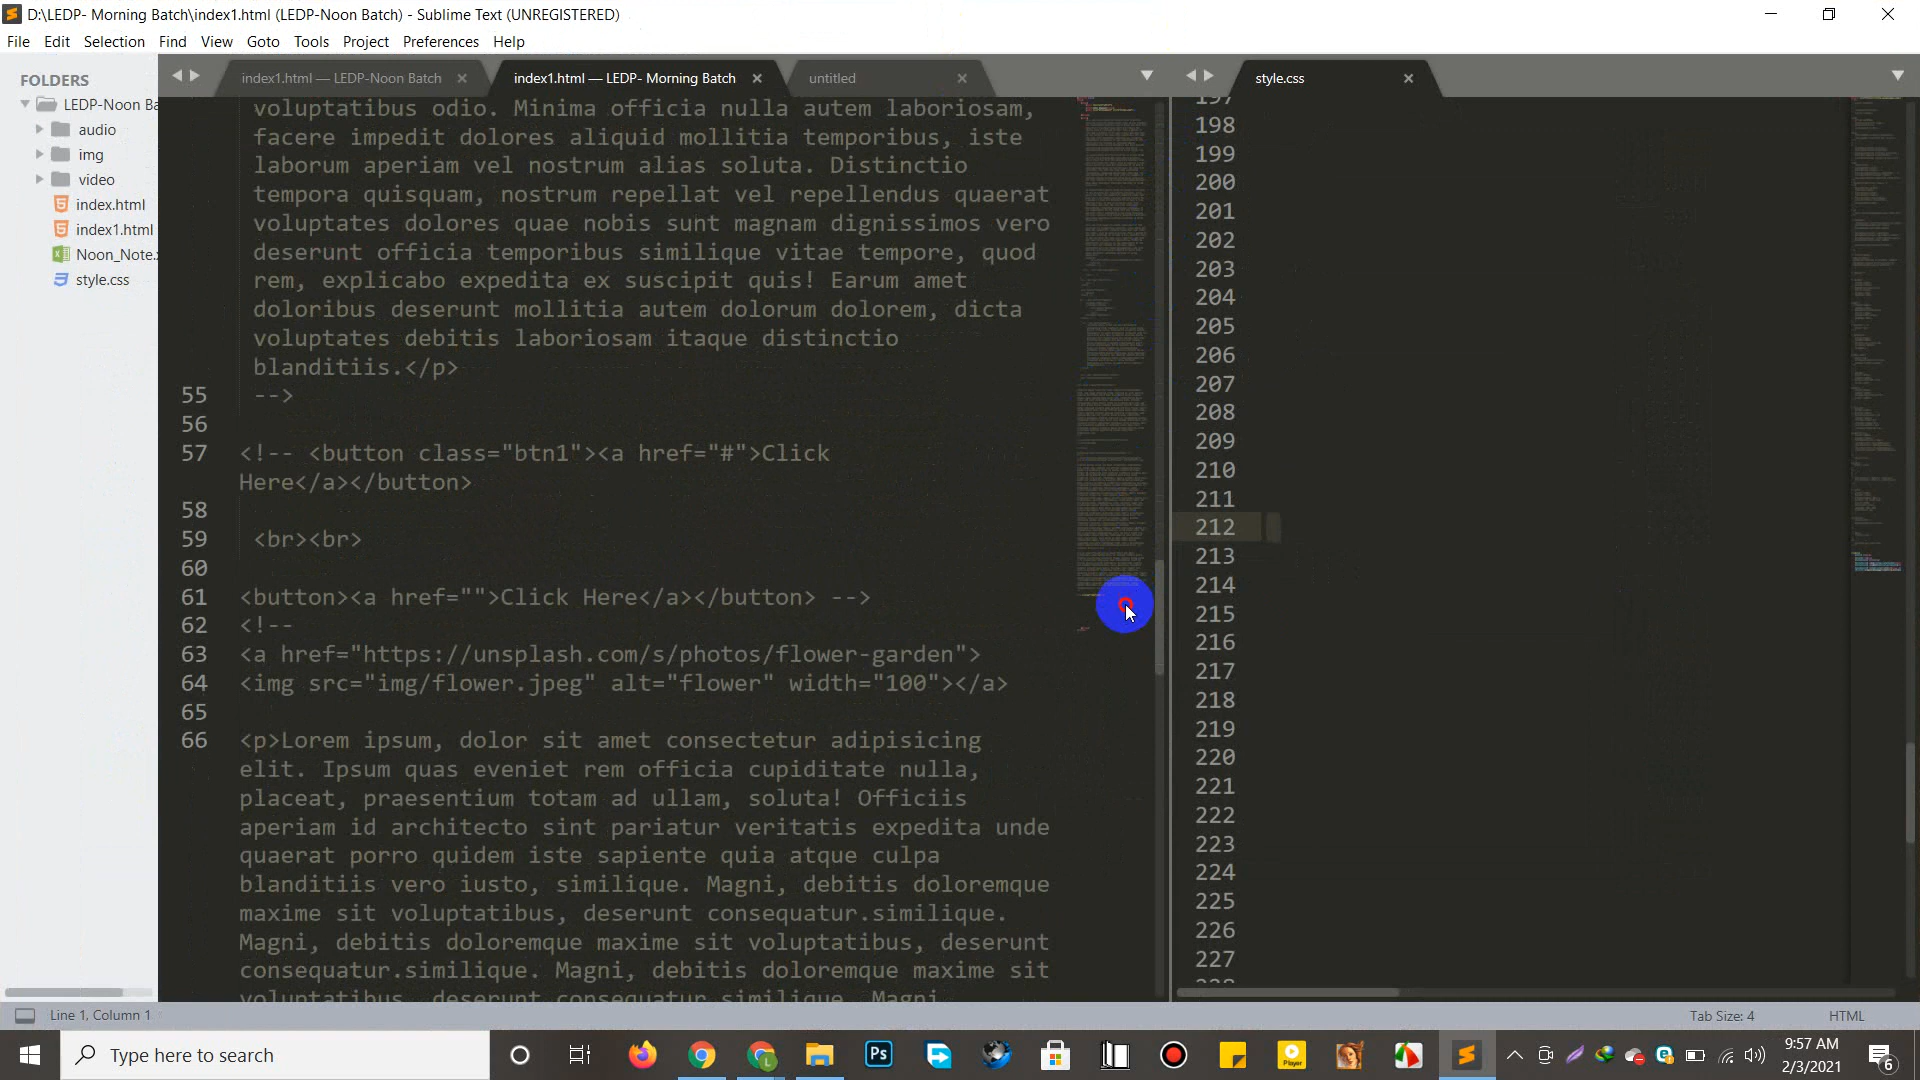 D:\LEDP- Morning Batch\index1.html (LEDP-Noon Batch) - Sublime Text (UNREGISTERED)
File Edit Selection Find View Goto Tools Project Preferences Help
FOLDERS
LEDP-Noon Ba
audio
img
video
index.html
index1.html
Noon_Note.
style.css
index1.html — LEDP-Noon Batch
index1.html — LEDP- Morning Batch
untitled
style.css
voluptatibus odio. Minima officia nulla autem laboriosam,
facere impedit dolores aliquid mollitia temporibus, iste
laborum aperiam vel nostrum alias soluta. Distinctio
tempora quisquam, nostrum repellat vel repellendus quaerat
voluptates dolores quae nobis sunt magnam dignissimos vero
deserunt officia temporibus similique vitae tempore, quod
rem, explicabo expedita ex suscipit quis! Earum amet
doloribus deserunt mollitia autem dolorum dolorem, dicta
voluptates debitis laboriosam itaque distinctio
blanditiis.</p>
55 -->
56
57 <!-- <button class="btn1"><a href="#">Click
Here</a></button>
58
59 <br><br>
60
61 <button><a href="">Click Here</a></button> -->
62 <!--
63 <a href="https://unsplash.com/s/photos/flower-garden">
64 <img src="img/flower.jpeg" alt="flower" width="100"></a>
65
66 <p>Lorem ipsum, dolor sit amet consectetur adipisicing
elit. Ipsum quas eveniet rem officia cupiditate nulla,
placeat, praesentium totam ad ullam, soluta! Officiis
aperiam id architecto sint pariatur veritatis expedita unde
quaerat porro quidem iste sapiente quia atque culpa
blanditiis vero iusto, similique. Magni, debitis doloremque
maxime sit voluptatibus, deserunt consequatur.similique.
Magni, debitis doloremque maxime sit voluptatibus, deserunt
consequatur.similique. Magni, debitis doloremque maxime sit
voluptatibus, deserunt consequatur.similique. Magni,
197
198
199
200
201
202
203
204
205
206
207
208
209
210
211
212
213
214
215
216
217
218
219
220
221
222
223
224
225
226
227
228
Line 1, Column 1
Tab Size: 4
HTML
Type here to search
Ps
Player
9:57 AM
2/3/2021
6